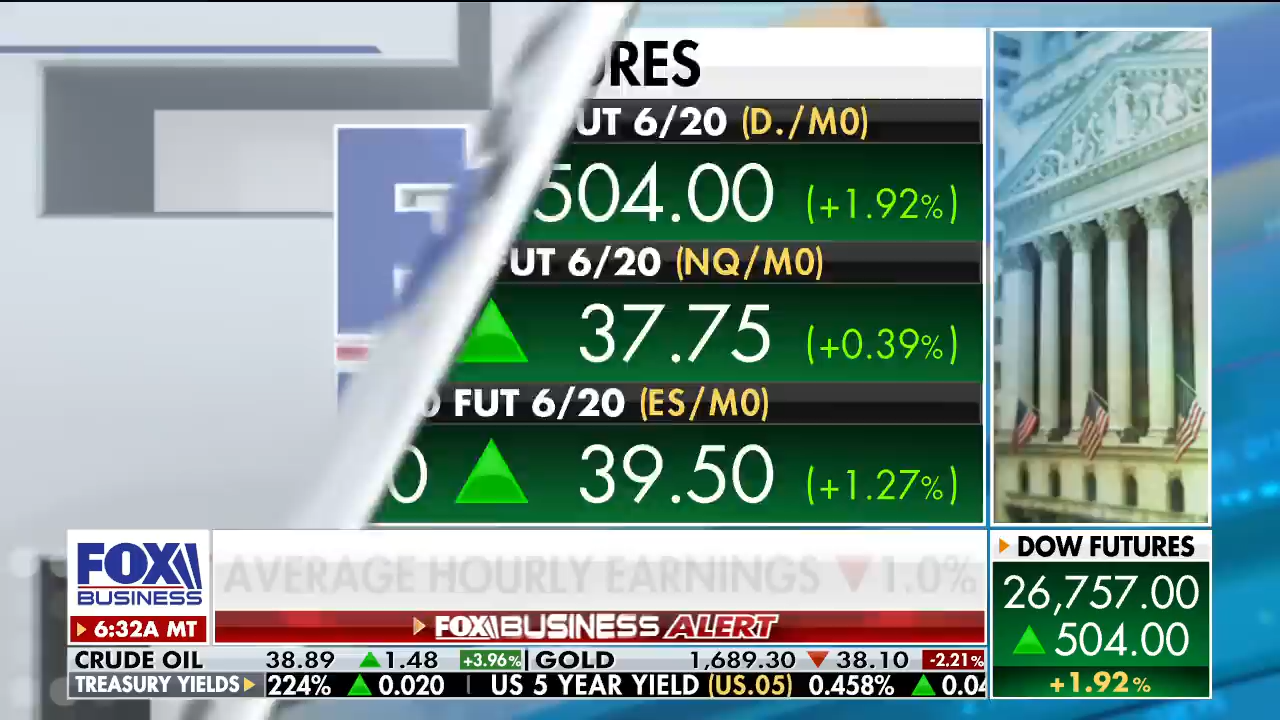 URES
UT 6/20 (D./M0)
504.00 (+1.92%)
FUT 6/20 (NQ/M0)
37.75 (+0.39%)
0 FUT 6/20 (ES/M0)
0 39.50 (+1.27%)
AVERAGE HOURLY EARNINGS ▼1.0%
FOX BUSINESS ALERT
FOX
BUSINESS
6:32A MT
CRUDE OIL 38.89 ▲1.48 +3.96% GOLD 1,689.30 ▼38.10 -2.21%
TREASURY YIELDS 224% ▲0.020 US 5 YEAR YIELD (US.05) 0.458% ▲0.04
DOW FUTURES
26,757.00
▲504.00
+1.92%